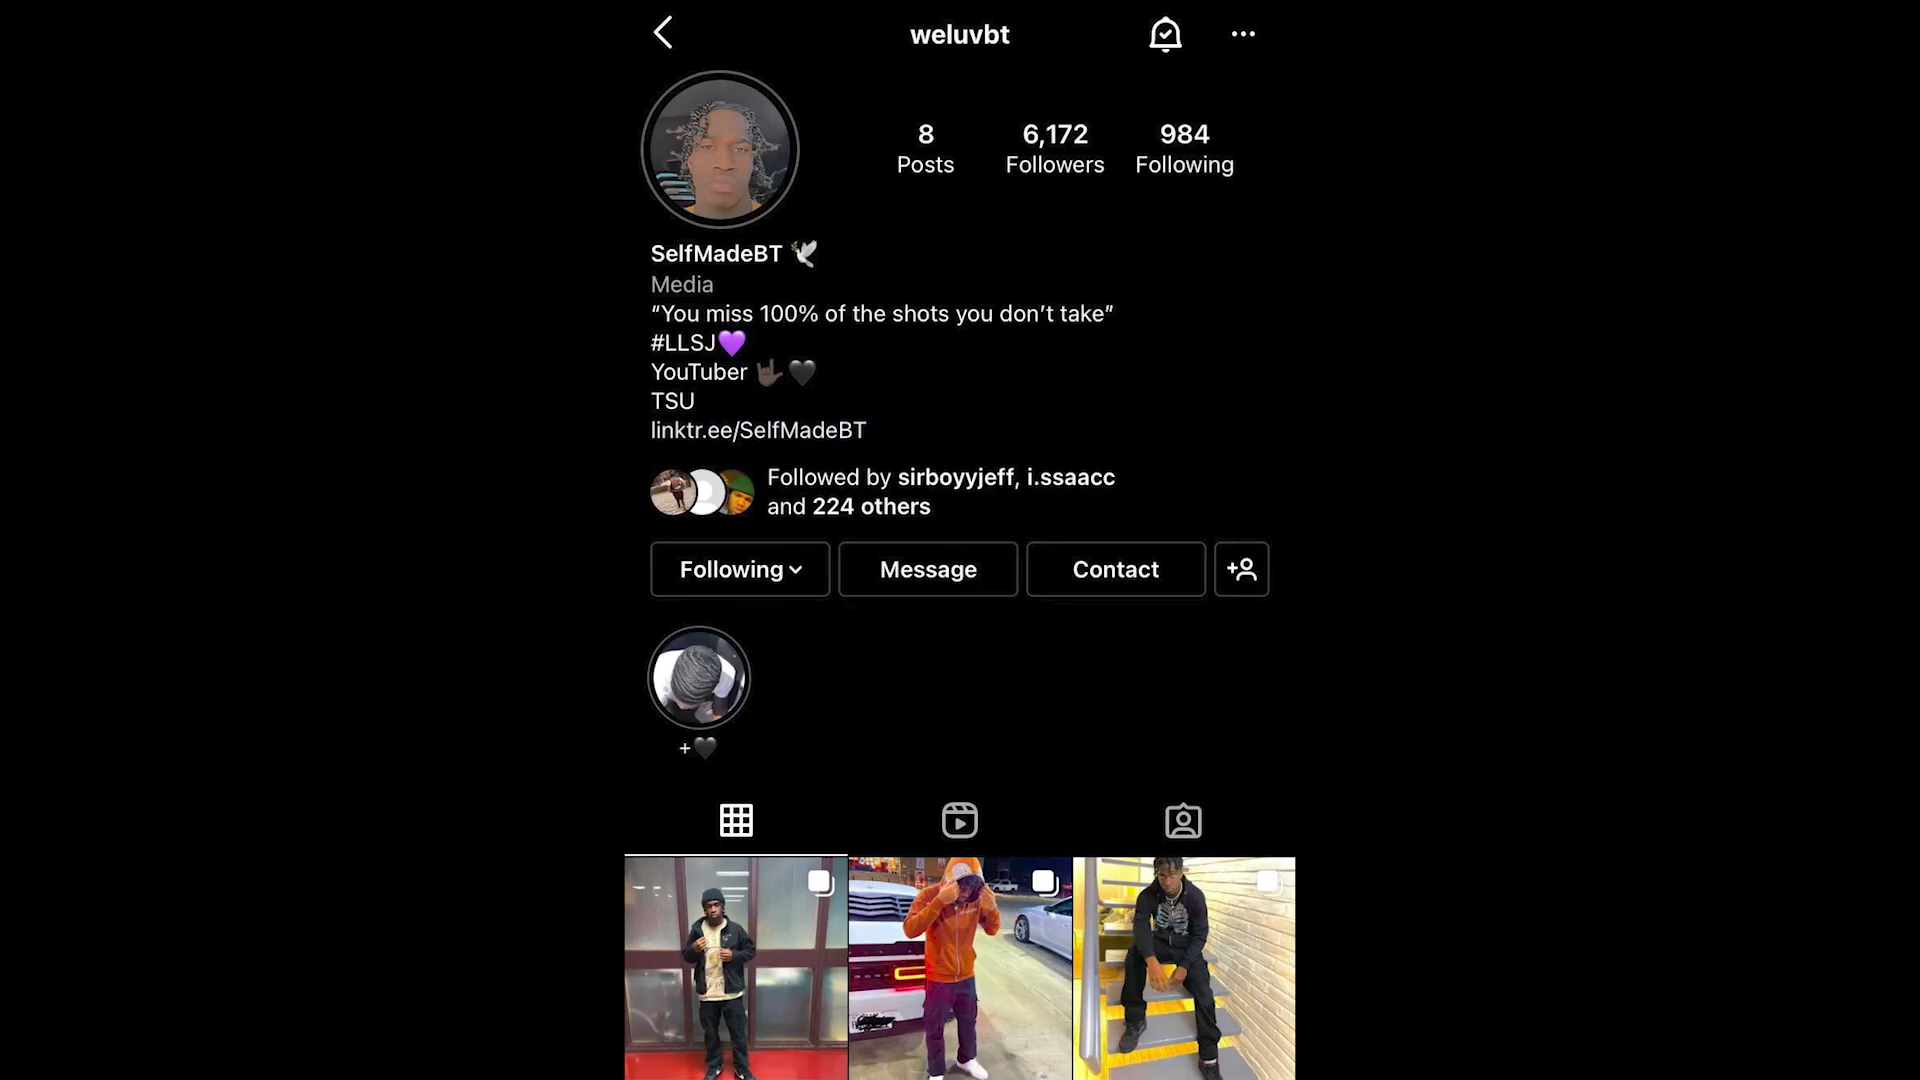 weluvbt
8 6,172 984
Posts Followers Following
SelfMadeBT 🕊️
Media
“You miss 100% of the shots you don’t take”
#LLSJ💜
YouTuber 🤟🏿🖤
TSU
linktr.ee/SelfMadeBT
Followed by sirboyyjeff, i.ssaacc
and 224 others
Following Message Contact
+🖤